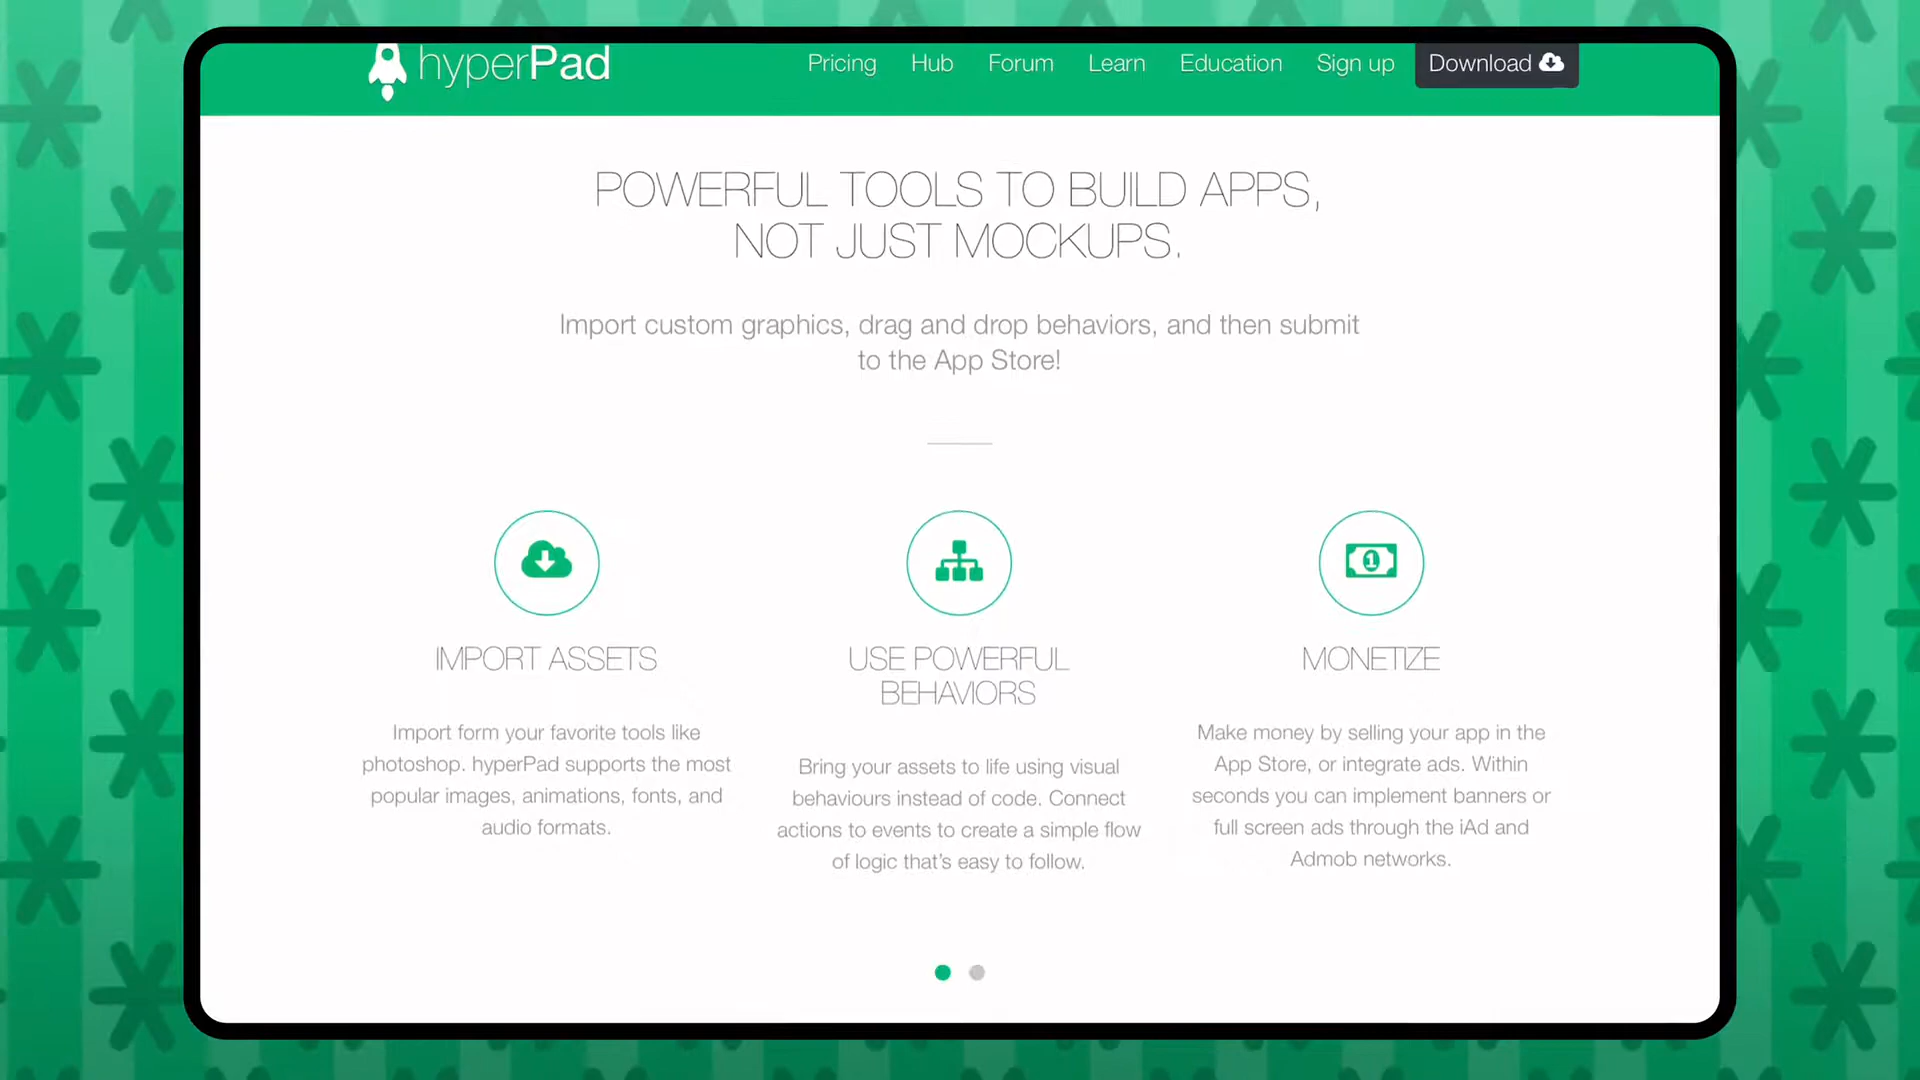 hyperPad
Pricing Hub Forum Learn Education Sign up Download
POWERFUL TOOLS TO BUILD APPS,
NOT JUST MOCKUPS.
Import custom graphics, drag and drop behaviors, and then submit
to the App Store!
IMPORT ASSETS
Import form your favorite tools like
photoshop. hyperPad supports the most
popular images, animations, fonts, and
audio formats.
USE POWERFUL
BEHAVIORS
Bring your assets to life using visual
behaviours instead of code. Connect
actions to events to create a simple flow
of logic that's easy to follow.
1
MONETIZE
Make money by selling your app in the
App Store, or integrate ads. Within
seconds you can implement banners or
full screen ads through the iAd and
Admob networks.